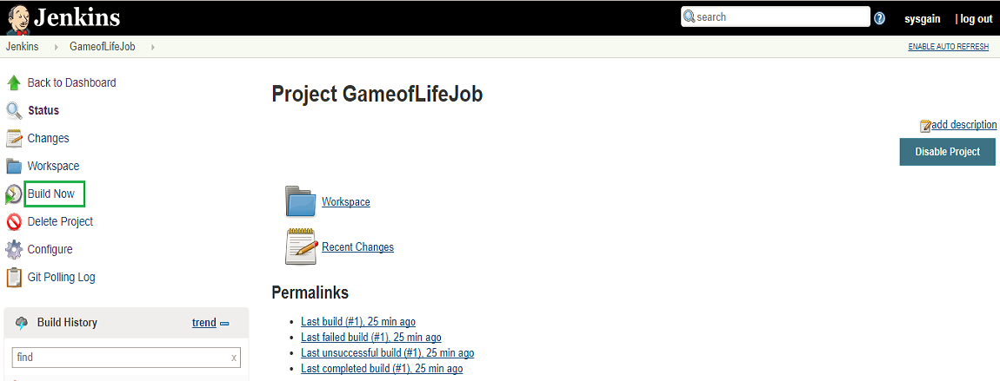 Jenkins
search
sysgain | log out
Jenkins GameofLifeJob
ENABLE AUTO REFRESH
Back to Dashboard
Status
Changes
Workspace
Build Now
Delete Project
Configure
Git Polling Log
Build History trend
find x
Project GameofLifeJob
add description
Disable Project
Workspace
Recent Changes
Permalinks
Last build (#1), 25 min ago
Last failed build (#1), 25 min ago
Last unsuccessful build (#1), 25 min ago
Last completed build (#1), 25 min ago